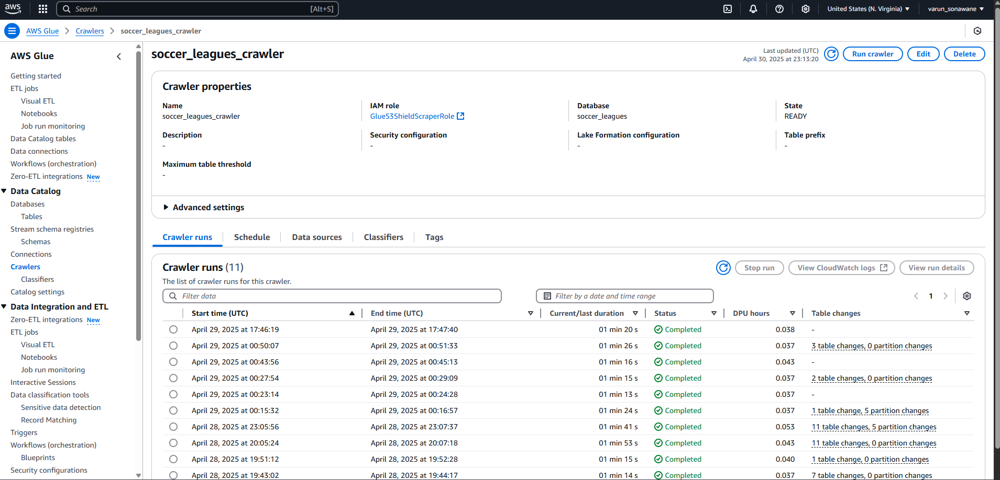 aws
Search [Alt+S] United States (N. Virginia) varun_sonawane
AWS Glue Crawlers soccer_leagues_crawler
AWS Glue
Getting started
ETL jobs
Visual ETL
Notebooks
Job run monitoring
Data Catalog tables
Data connections
Workflows (orchestration)
Zero-ETL integrations New
Data Catalog
Databases
Tables
Stream schema registries
Schemas
Connections
Crawlers
Classifiers
Catalog settings
Data Integration and ETL
Zero-ETL integrations New
ETL jobs
Visual ETL
Notebooks
Job run monitoring
Interactive Sessions
Data classification tools
Sensitive data detection
Record Matching
Triggers
Workflows (orchestration)
Blueprints
Security configurations
soccer_leagues_crawler
Last updated (UTC)
April 30, 2025 at 23:13:20
Run crawler Edit Delete
Crawler properties
Name IAM role Database State
soccer_leagues_crawler GlueS3ShieldScraperRole soccer_leagues READY
Description Security configuration Lake Formation configuration Table prefix
- - - -
Maximum table threshold
-
Advanced settings
Crawler runs Schedule Data sources Classifiers Tags
Crawler runs (11)
Stop run View CloudWatch logs View run details
The list of crawler runs for this crawler.
Filter data Filter by a date and time range 1
Start time (UTC) End time (UTC) Current/last duration Status DPU hours Table changes
April 29, 2025 at 17:46:19 April 29, 2025 at 17:47:40 01 min 20 s Completed 0.038 -
April 29, 2025 at 00:50:07 April 29, 2025 at 00:51:33 01 min 26 s Completed 0.037 3 table changes, 0 partition changes
April 29, 2025 at 00:43:56 April 29, 2025 at 00:45:13 01 min 16 s Completed 0.043 -
April 29, 2025 at 00:27:54 April 29, 2025 at 00:29:09 01 min 15 s Completed 0.037 2 table changes, 0 partition changes
April 29, 2025 at 00:23:14 April 29, 2025 at 00:24:28 01 min 13 s Completed 0.037 -
April 29, 2025 at 00:15:32 April 29, 2025 at 00:16:57 01 min 24 s Completed 0.037 1 table change, 5 partition changes
April 28, 2025 at 23:05:56 April 28, 2025 at 23:07:37 01 min 41 s Completed 0.053 11 table changes, 5 partition changes
April 28, 2025 at 20:05:24 April 28, 2025 at 20:07:18 01 min 53 s Completed 0.043 11 table changes, 0 partition changes
April 28, 2025 at 19:51:12 April 28, 2025 at 19:52:28 01 min 15 s Completed 0.040 1 table change, 0 partition changes
April 28, 2025 at 19:43:02 April 28, 2025 at 19:44:17 01 min 14 s Completed 0.037 7 table changes, 0 partition changes